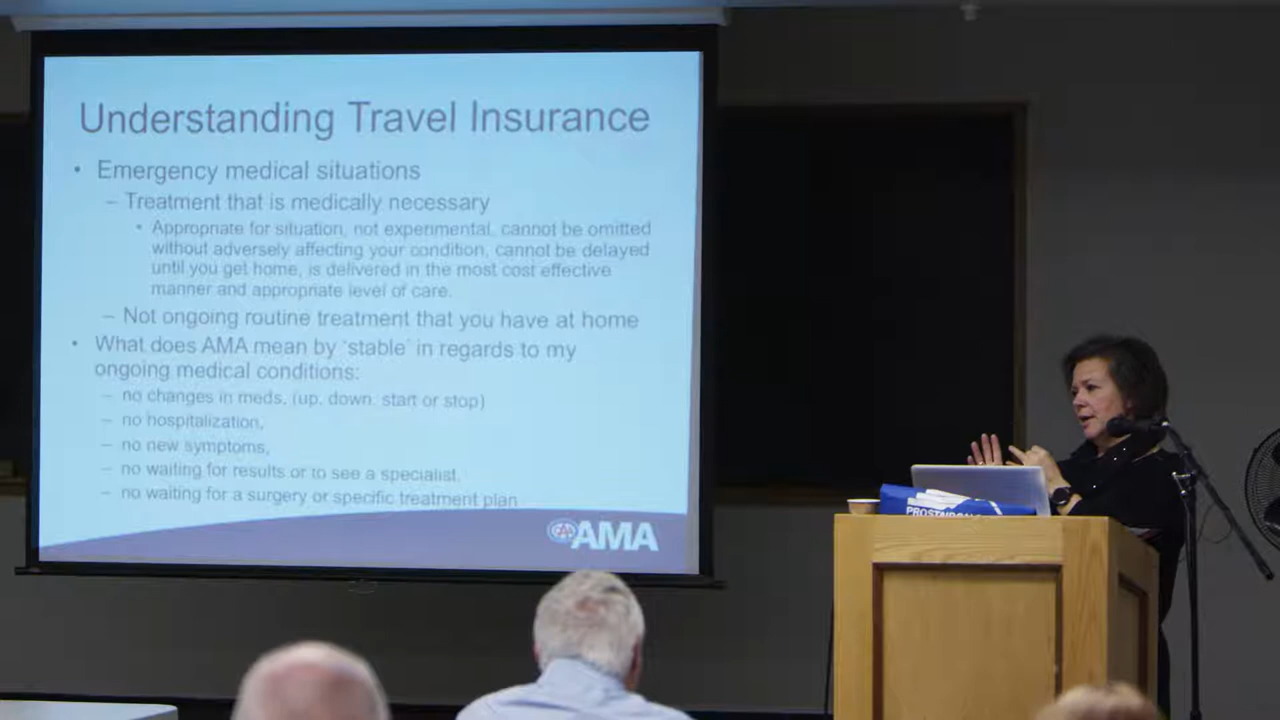 Understanding Travel Insurance
• Emergency medical situations
– Treatment that is medically necessary
• Appropriate for situation, not experimental, cannot be omitted
without adversely affecting your condition, cannot be delayed
until you get home, is delivered in the most cost effective
manner and appropriate level of care.
– Not ongoing routine treatment that you have at home
• What does AMA mean by ‘stable’ in regards to my
ongoing medical conditions:
– no changes in meds. (up, down, start or stop)
– no hospitalization,
– no new symptoms,
– no waiting for results or to see a specialist,
– no waiting for a surgery or specific treatment plan
CAA AMA